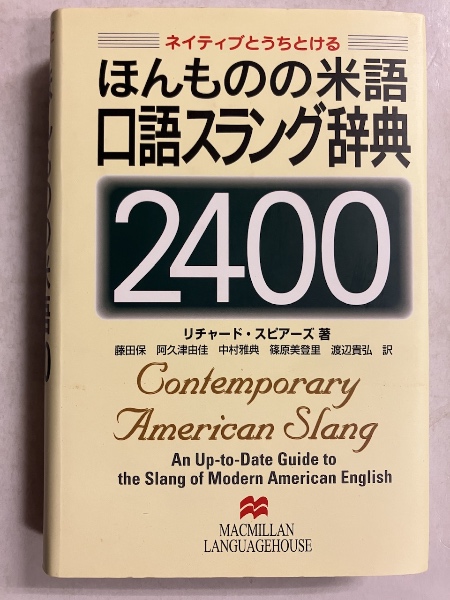 ネイティブとうちとける
ほんものの米語
口語スラング辞典
2400
リチャード・スピアーズ 著
藤田保 阿久津由佳 中村雅典 篠原美登里 渡辺貴弘 訳
Contemporary
American Slang
An Up-to-Date Guide to
the Slang of Modern American English
MACMILLAN
LANGUAGEHOUSE